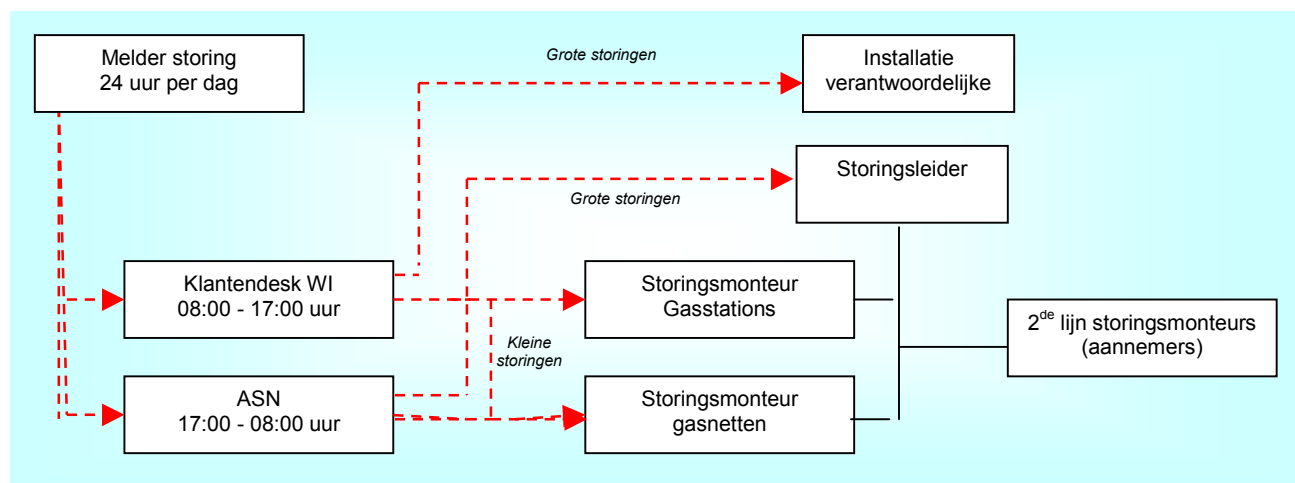 Melder storing
24 uur per dag
Grote storingen
Installatie
verantwoordelijke
Storingsleider
Grote storingen
Klantendesk WI
08:00 - 17:00 uur
Storingsmonteur
Gasstations
2de lijn storingsmonteurs
(aannemers)
Kleine
storingen
ASN
17:00 - 08:00 uur
Storingsmonteur
gasnetten